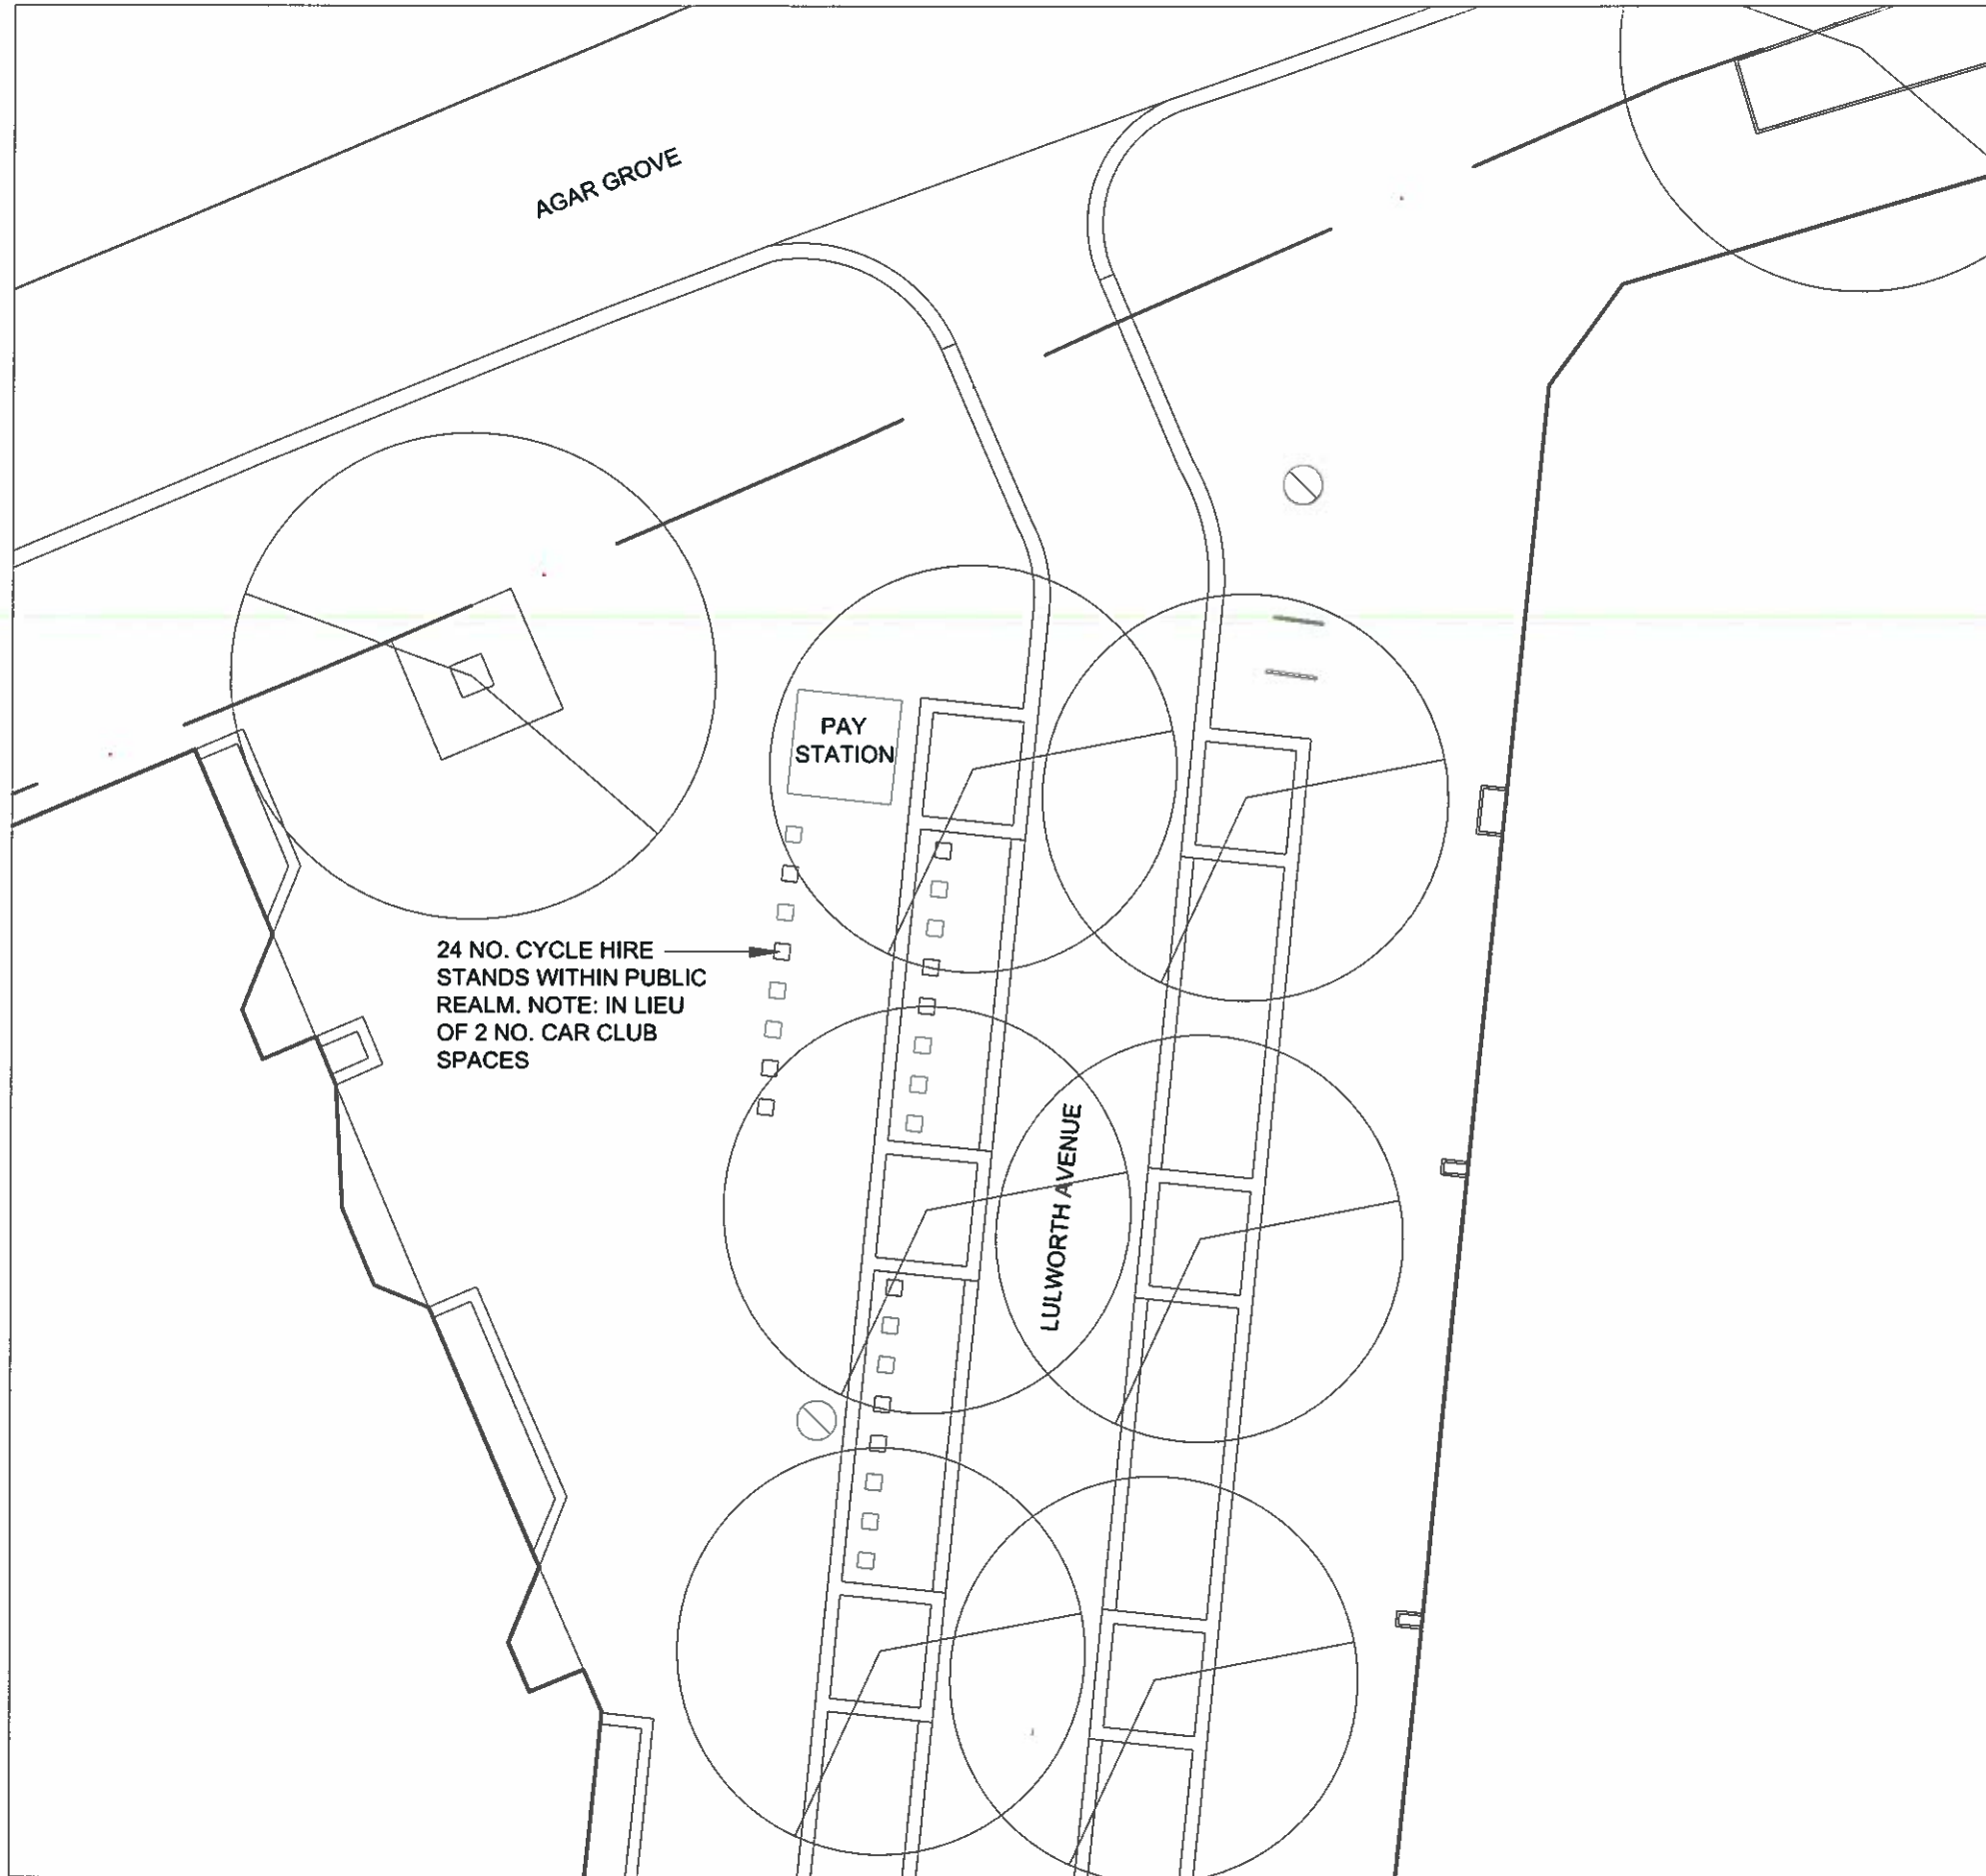 AGAR GROVE
PAY
STATION
24 NO. CYCLE HIRE
STANDS WITHIN PUBLIC
REALM. NOTE: IN LIEU
OF 2 NO. CAR CLUB
SPACES
LULWORTH AVENUE